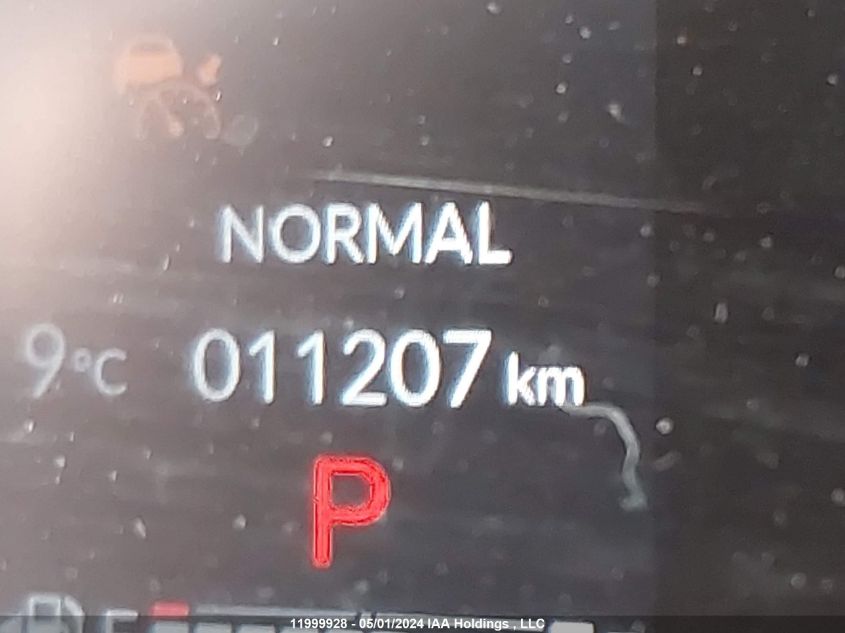 NORMAL
9°C 011207 km
P
E
11999928 - 05/01/2024 IAA Holdings , LLC